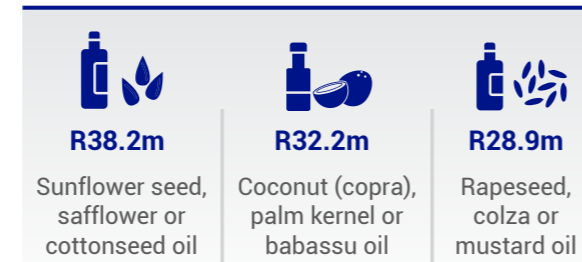 R38.2m
Sunflower seed,
safflower or
cottonseed oil
R32.2m
Coconut (copra),
palm kernel or
babassu oil
R28.9m
Rapeseed,
colza or
mustard oil